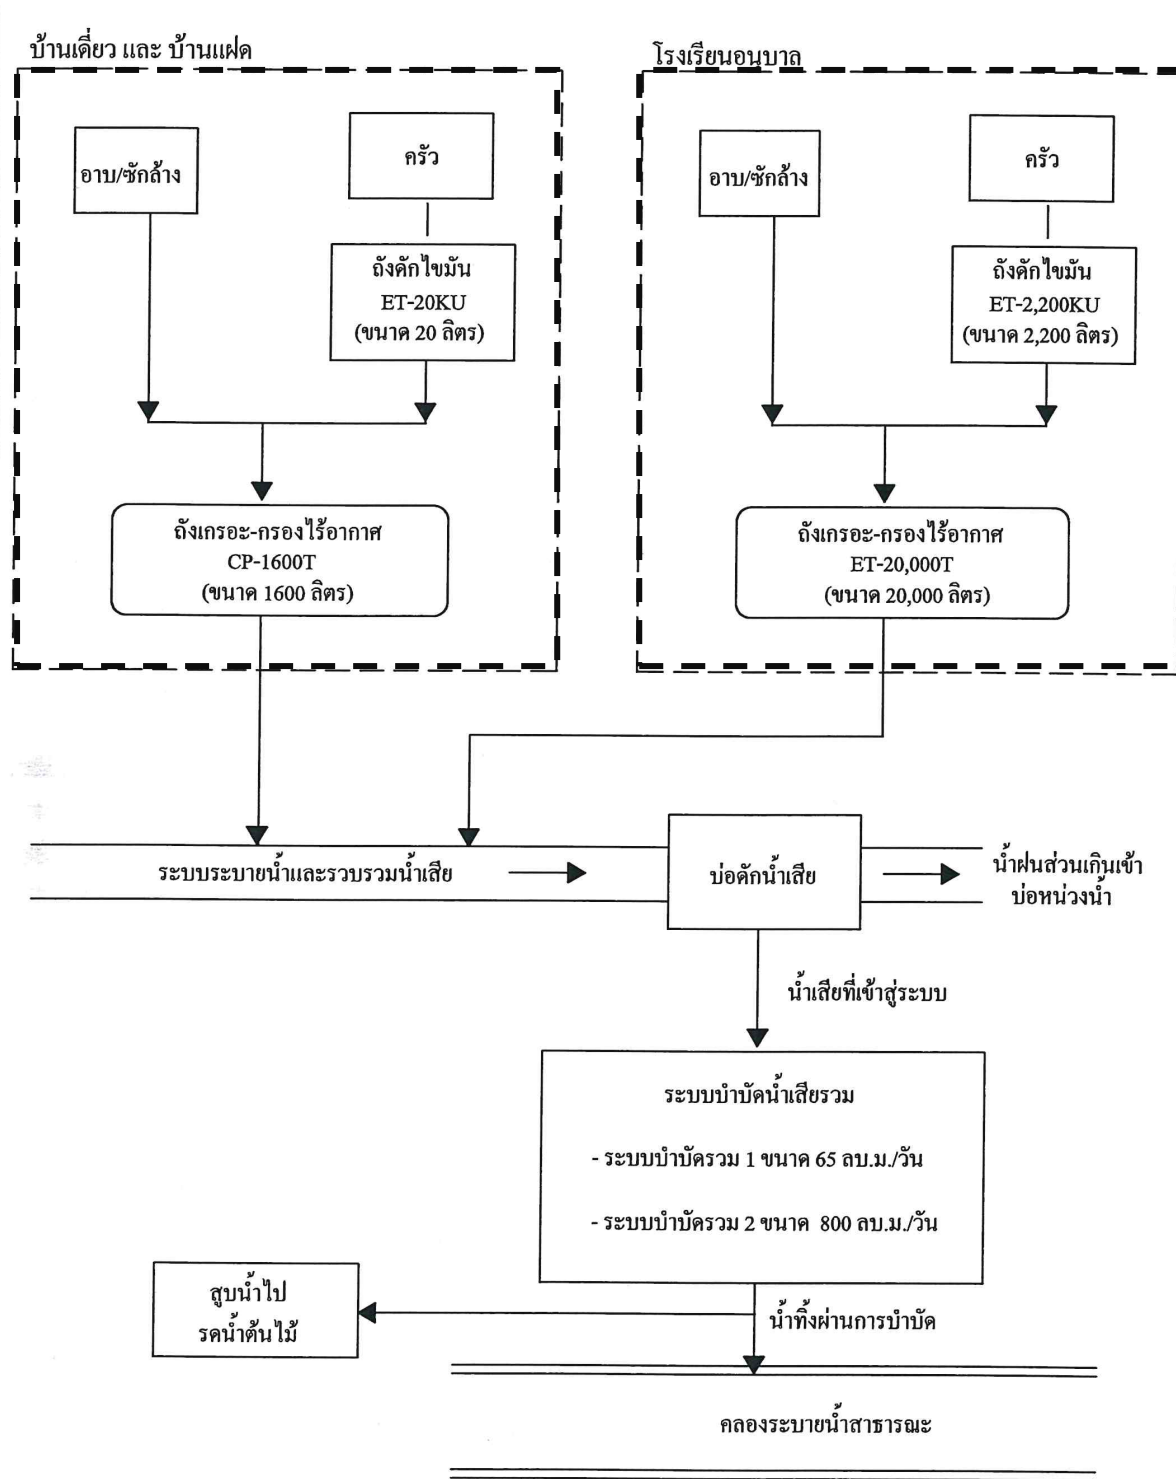 บ้านเดี่ยว และ บ้านแฝด
อาบ/ซักล้าง
ครัว
ถังดักไขมัน
ET-20KU
(ขนาด 20 ลิตร)
ถังเกรอะ-กรองไร้อากาศ
CP-1600T
(ขนาด 1600 ลิตร)
โรงเรียนอนุบาล
อาบ/ซักล้าง
ครัว
ถังดักไขมัน
ET-2,200KU
(ขนาด 2,200 ลิตร)
ถังเกรอะ-กรองไร้อากาศ
ET-20,000T
(ขนาด 20,000 ลิตร)
ระบบระบายน้ำและรวบรวมน้ำเสีย
บ่อดักน้ำเสีย
น้ำฝนส่วนเกินเข้า
บ่อหน่วงน้ำ
น้ำเสียที่เข้าสู่ระบบ
ระบบบำบัดน้ำเสียรวม
- ระบบบำบัดรวม 1 ขนาด 65 ลบ.ม./วัน
- ระบบบำบัดรวม 2 ขนาด 800 ลบ.ม./วัน
สูบน้ำไป
รดน้ำต้นไม้
น้ำทิ้งผ่านการบำบัด
คลองระบายน้ำสาธารณะ